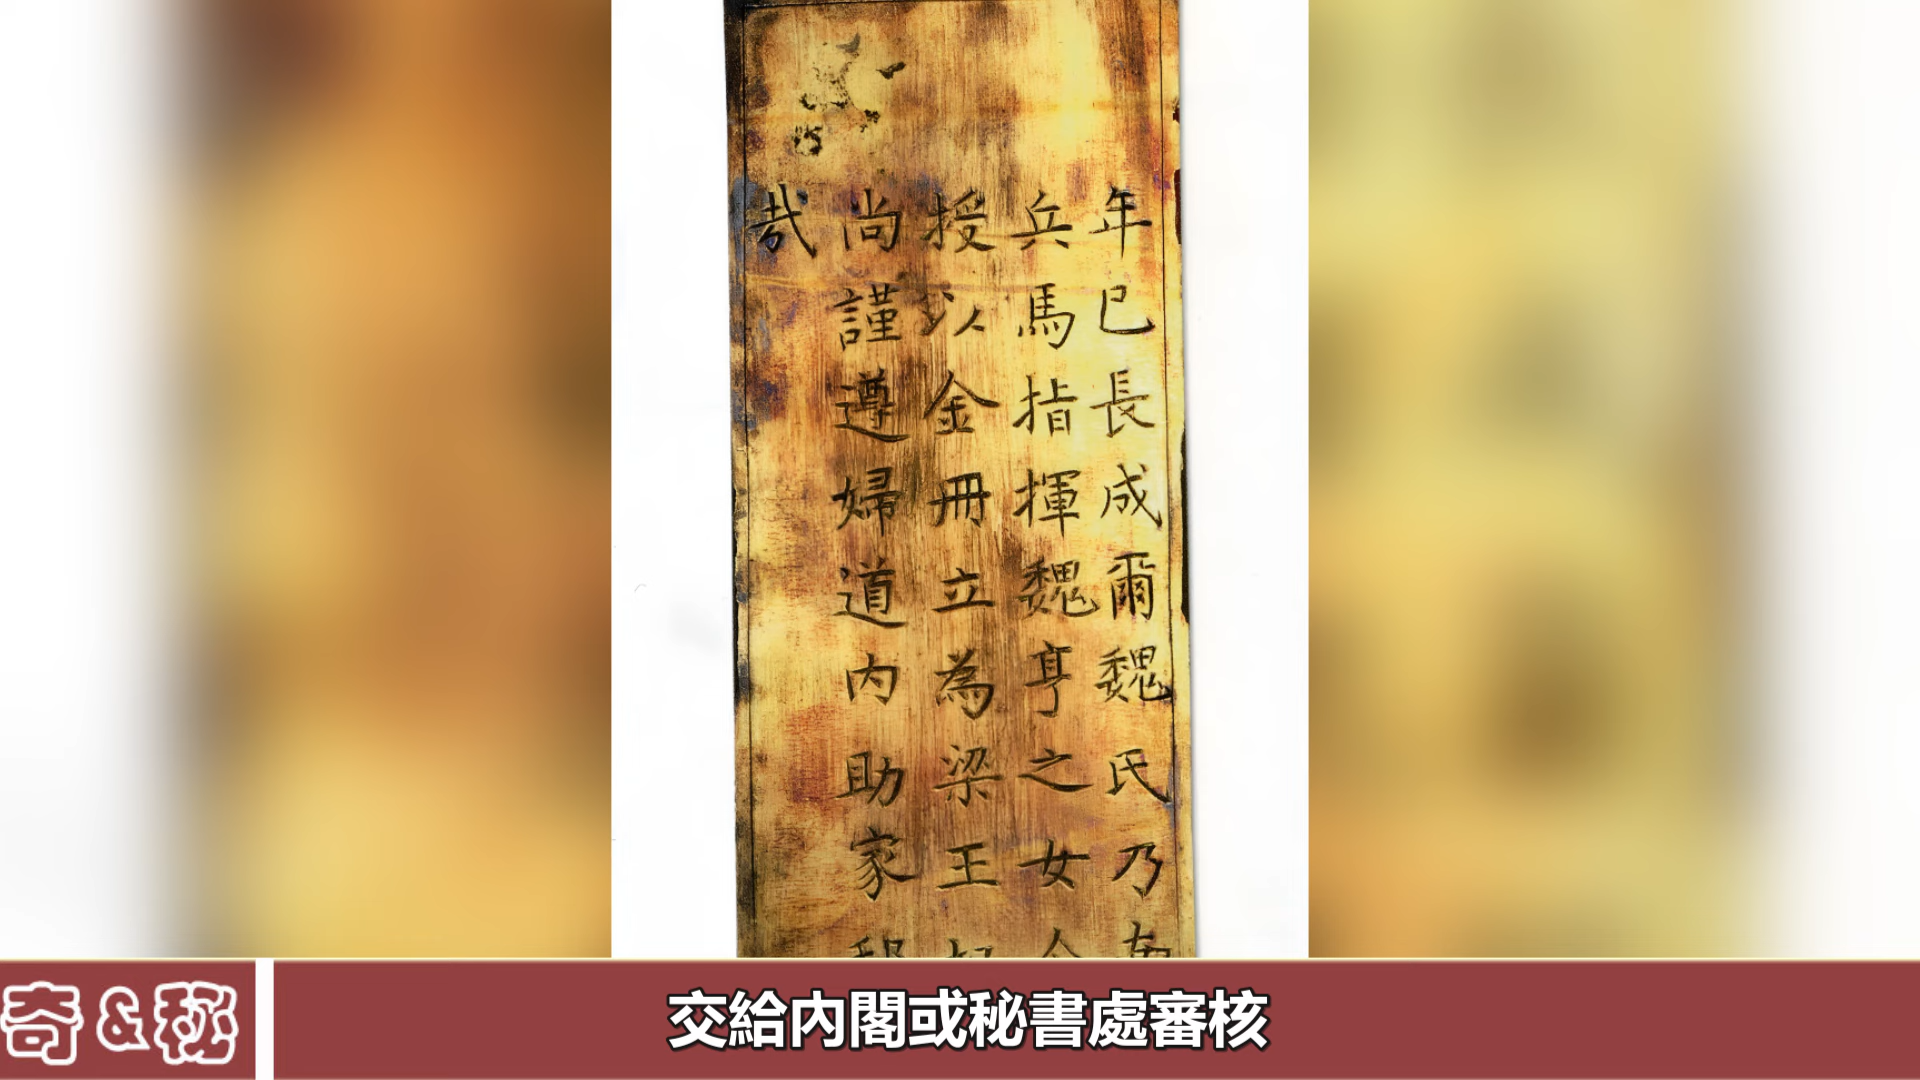 年已長成爾魏氏乃
兵馬指揮魏亨之女
授以金冊立為梁王
尚謹遵婦道內助家
哉
奇&秘
交給內閣或秘書處審核